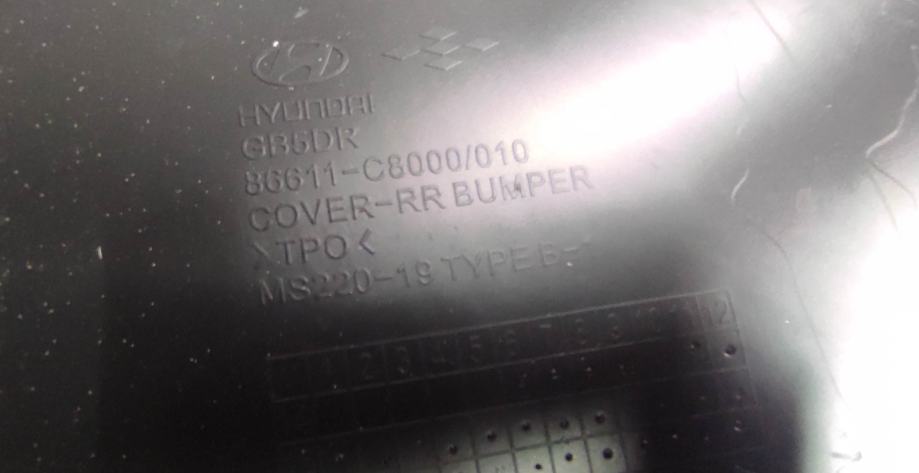 HYUNDAI
GB5DR
86611-C8000/010
COVER-RR BUMPER
>TPO<
MS220-19 TYPE B-
1 2 3 4 5 6 7 8 9 10 11 12